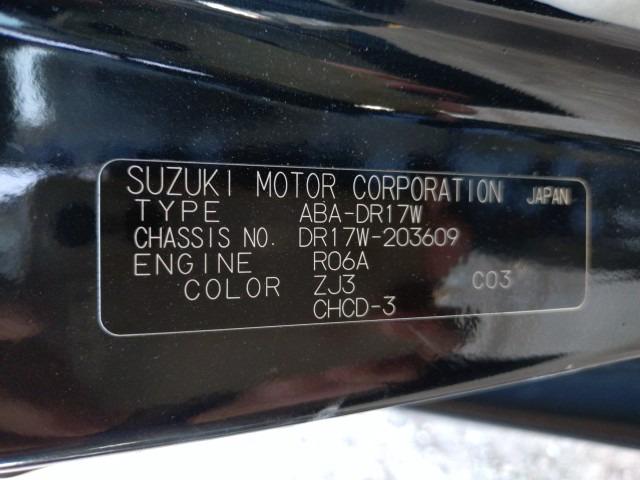 SUZUKI MOTOR CORPORATION JAPAN
TYPE ABA-DR17W
CHASSIS NO. DR17W-203609
ENGINE R06A
COLOR ZJ3 C03
CHCD-3